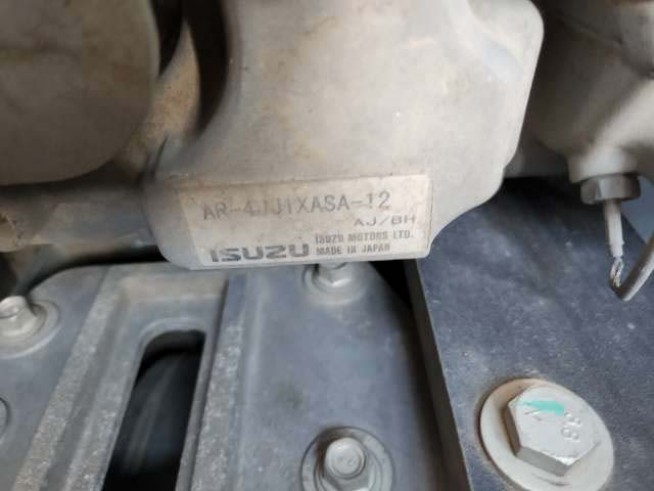 AR-4JJ1XASA-12
AJ/BH
ISUZU
ISUZU MOTORS LTD.
MADE IN JAPAN